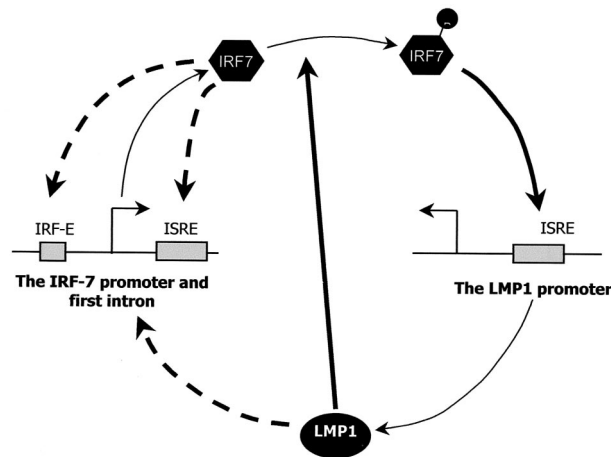 IRF7
IRF7
IRF-E
ISRE
ISRE
The IRF-7 promoter and
first intron
The LMP1 promoter
LMP1